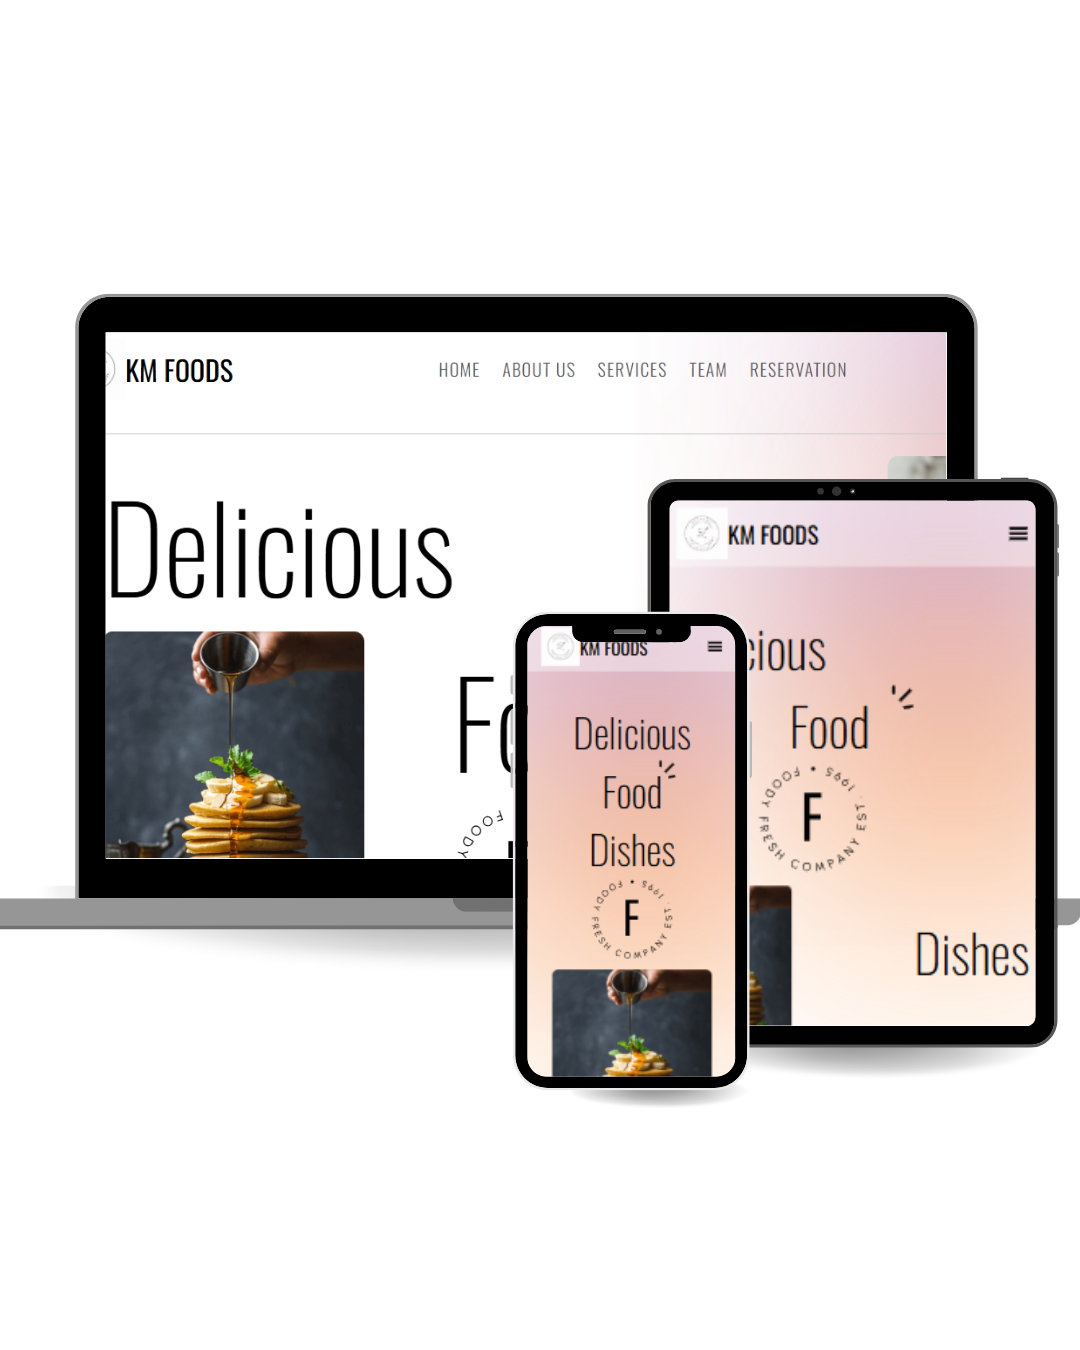 KM FOODS
HOME ABOUT US SERVICES TEAM RESERVATION
Delicious
Fo
FOODY
KM FOODS
cious
Food
FOODY FRESH COMPANY EST. 1995 •
F
Dishes
KM FOODS
Delicious
Food
Dishes
FOODY FRESH COMPANY EST. 1995 •
F